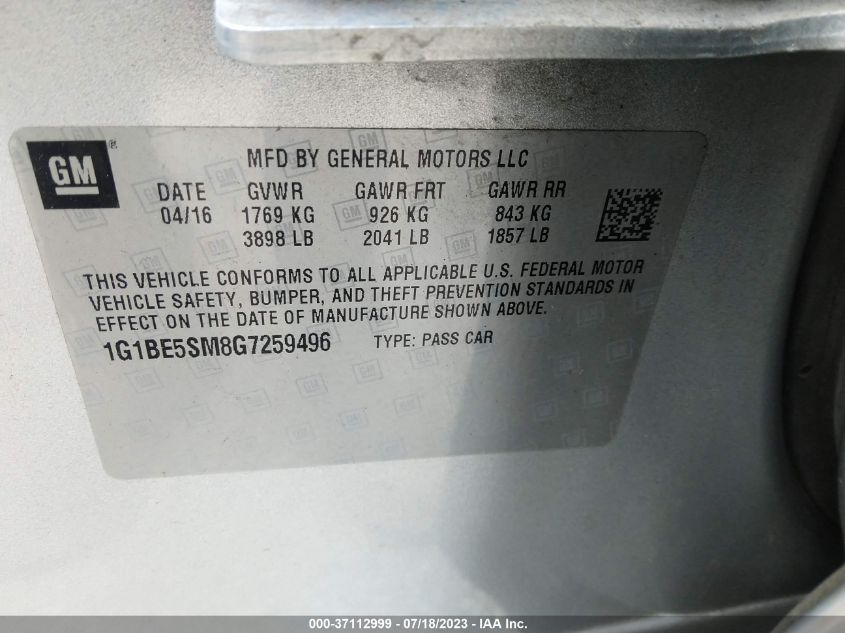 GM®
MFD BY GENERAL MOTORS LLC
DATE GVWR GAWR FRT GAWR RR
04/16 1769 KG 926 KG 843 KG
3898 LB 2041 LB 1857 LB
THIS VEHICLE CONFORMS TO ALL APPLICABLE U.S. FEDERAL MOTOR
VEHICLE SAFETY, BUMPER, AND THEFT PREVENTION STANDARDS IN
EFFECT ON THE DATE OF MANUFACTURE SHOWN ABOVE.
1G1BE5SM8G7259496 TYPE: PASS CAR
000-37112999 - 07/18/2023 - IAA Inc.